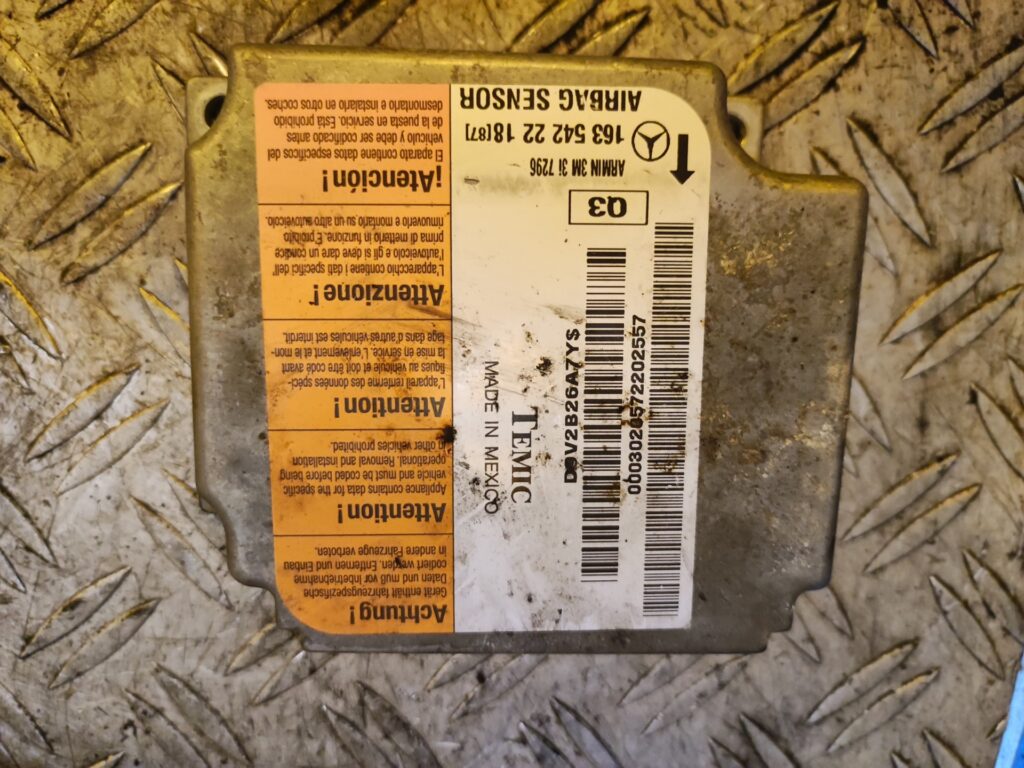 AIRBAG SENSOR
163 542 22 18[87]
ARMIN 3M 3i 7296
Q3
Achtung!
Gerät enthält fahrzeugspezifische
Daten und muß vor Inbetriebnahme
codiert werden. Entfernen und Einbau
in andere Fahrzeuge verboten.
Attention!
Appliance contains data for the specific
vehicle and must be coded before being
operational. Removal and installation
in other vehicles prohibited.
Attention!
L'appareil renferme des données spéci-
fiques au véhicule et doit être codé avant
la mise en service. L'enlèvement et le mon-
tage dans d'autres véhicules est interdit.
Attenzione!
L'apparecchio contiene i dati specifici dell'
l'autoveicolo e gli si deve dare un codice
prima di metterlo in funzione. E proibito
rimuoverlo e montarlo su un altro autoveicolo.
¡Atención!
El aparato contiene datos específicos del
vehículo y debe ser codificado antes
de la puesta en servicio. Está prohibido
desmontarlo e instalarlo en otros coches.
TEMIC
MADE IN MEXICO
V2B26A7Y$
0003020572202557